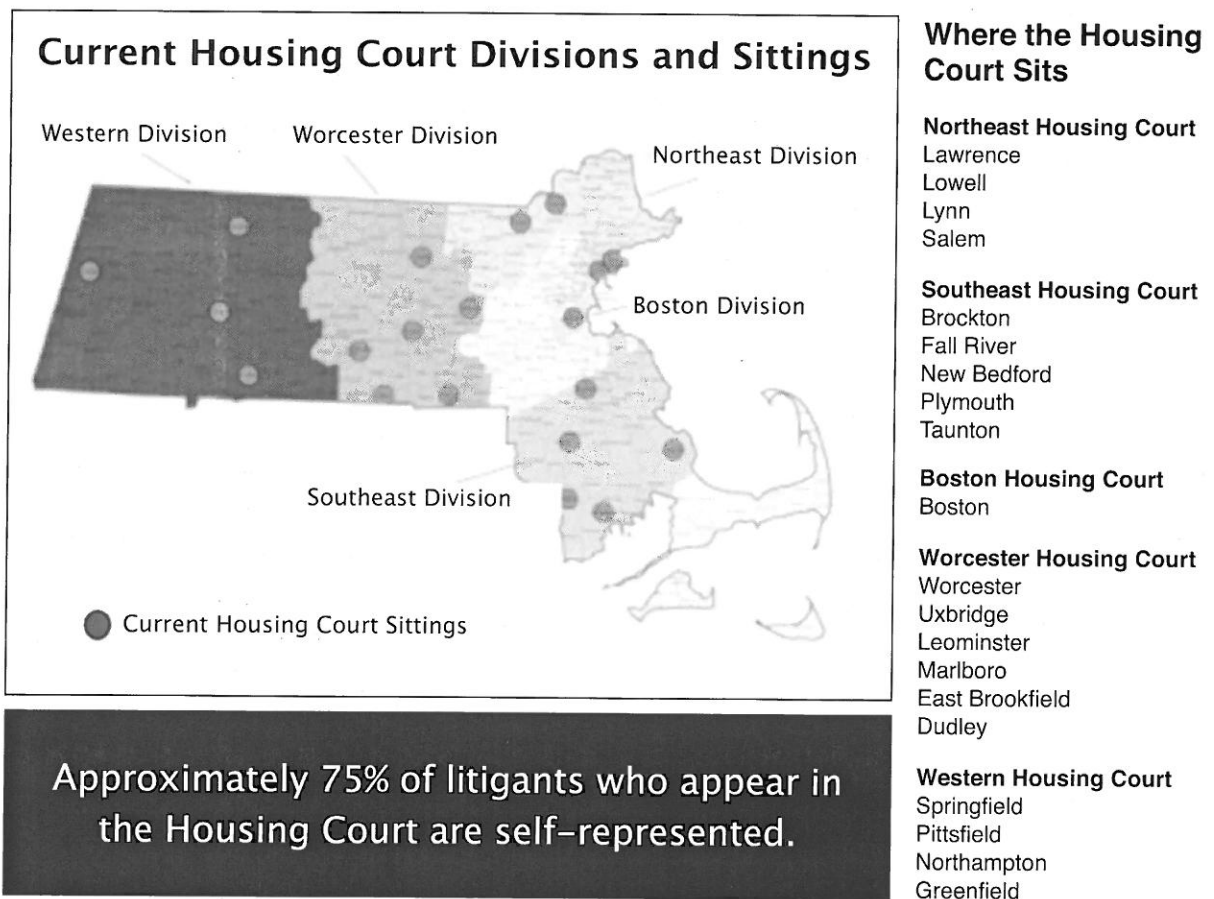 Current Housing Court Divisions and Sittings
Western Division
Worcester Division
Northeast Division
Boston Division
Southeast Division
Current Housing Court Sittings
Approximately 75% of litigants who appear in
the Housing Court are self-represented.
Where the Housing
Court Sits
Northeast Housing Court
Lawrence
Lowell
Lynn
Salem
Southeast Housing Court
Brockton
Fall River
New Bedford
Plymouth
Taunton
Boston Housing Court
Boston
Worcester Housing Court
Worcester
Uxbridge
Leominster
Marlboro
East Brookfield
Dudley
Western Housing Court
Springfield
Pittsfield
Northampton
Greenfield